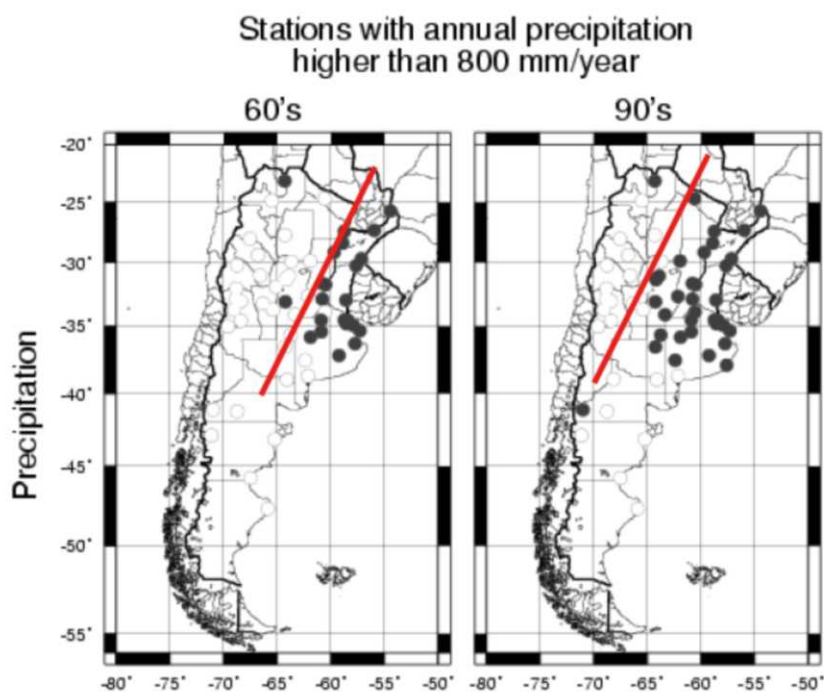 Stations with annual precipitation
higher than 800 mm/year
60's
90's
Precipitation
-20˚
-25˚
-30˚
-35˚
-40˚
-45˚
-50˚
-55˚
-80˚ -75˚ -70˚ -65˚ -60˚ -55˚ -50˚
-80˚ -75˚ -70˚ -65˚ -60˚ -55˚ -50˚